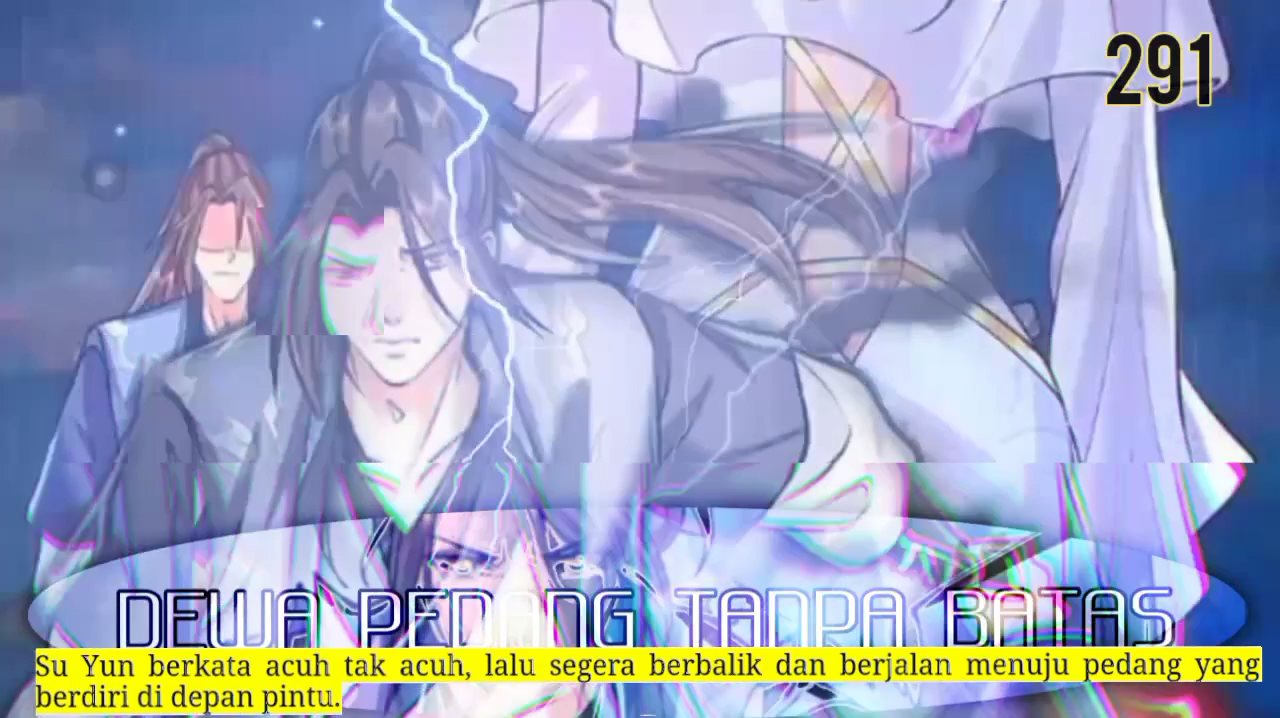 291
DEWA PEDANG TANPA BATAS
Su Yun berkata acuh tak acuh, lalu segera berbalik dan berjalan menuju pedang yang
berdiri di depan pintu.